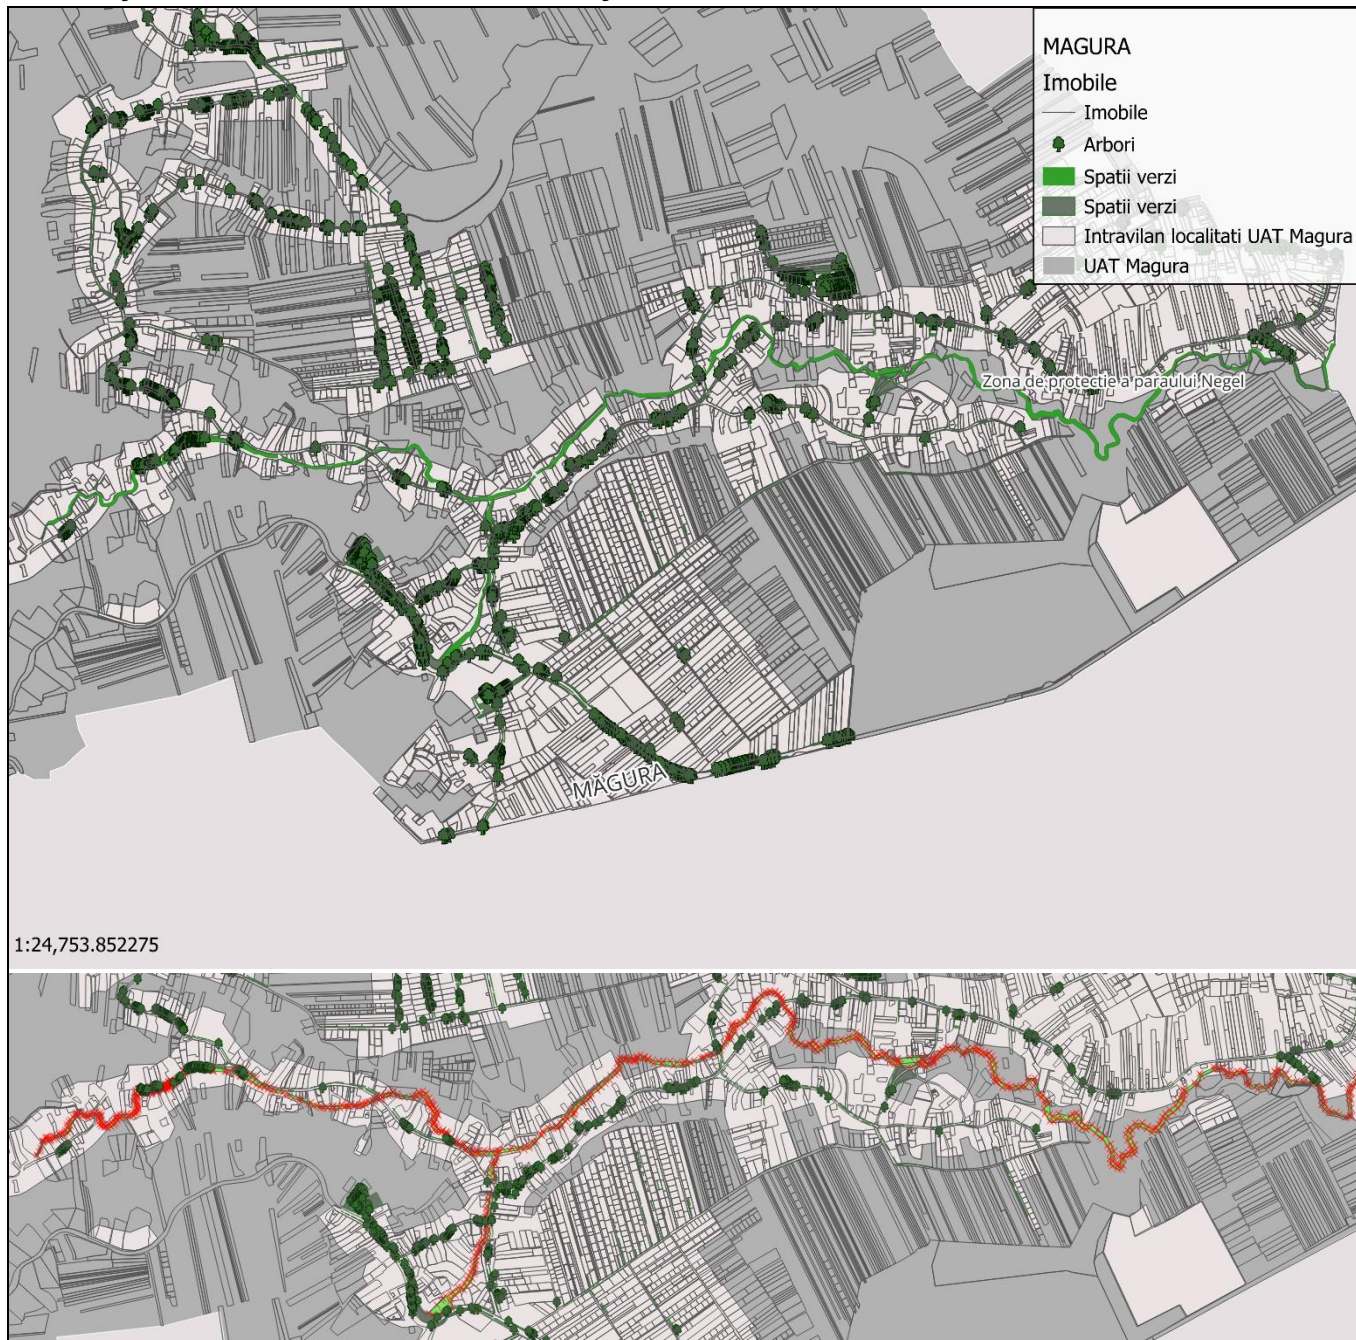 MAGURA
Imobile
Imobile
Arbori
Spatii verzi
Spatii verzi
Intravilan localitati UAT Magura
UAT Magura
Zona de protectie a paraului Negel
MĂGURA
1:24,753.852275